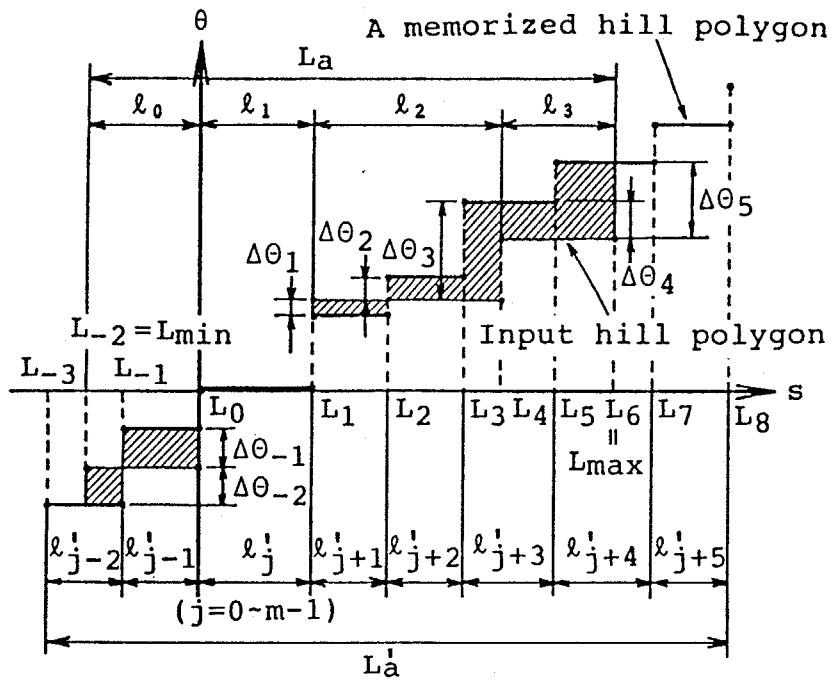 θ
A memorized hill polygon
La
ℓ0 ℓ1 ℓ2 ℓ3
Δθ1 Δθ2 Δθ3 Δθ5
Δθ4
L-2=Lmin
Input hill polygon
L-3 L-1
L0 L1 L2 L3 L4 L5 L6 L7 L8 s
=
Lmax
Δθ-1
Δθ-2
ℓ'j-2 ℓ'j-1 ℓ'j ℓ'j+1 ℓ'j+2 ℓ'j+3 ℓ'j+4 ℓ'j+5
(j=0~m-1)
L'a